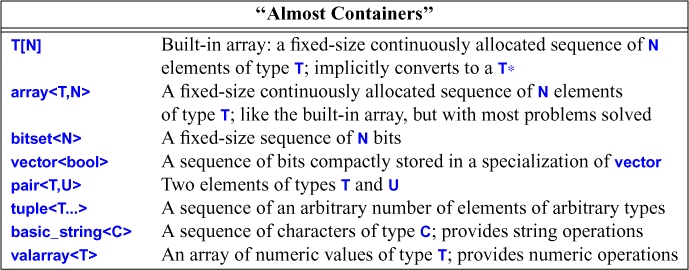 “Almost Containers”
T[N] Built-in array: a fixed-size continuously allocated sequence of N
elements of type T; implicitly converts to a T*
array<T,N> A fixed-size continuously allocated sequence of N elements
of type T; like the built-in array, but with most problems solved
bitset<N> A fixed-size sequence of N bits
vector<bool> A sequence of bits compactly stored in a specialization of vector
pair<T,U> Two elements of types T and U
tuple<T...> A sequence of an arbitrary number of elements of arbitrary types
basic_string<C> A sequence of characters of type C; provides string operations
valarray<T> An array of numeric values of type T; provides numeric operations